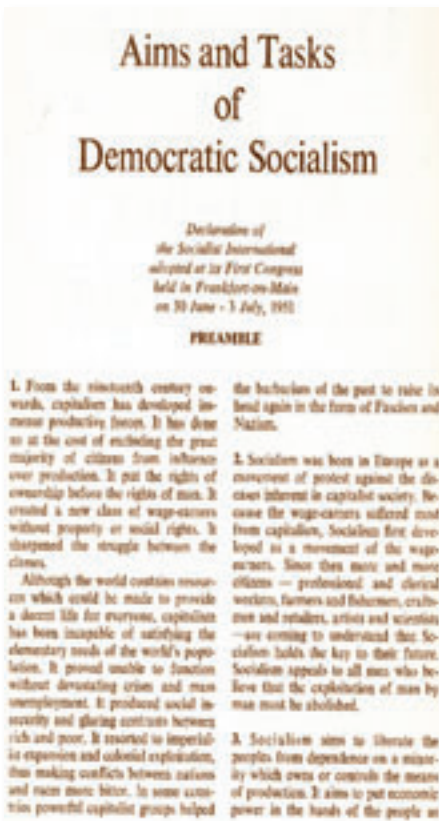 Aims and Tasks
of
Democratic Socialism
Declaration of
the Socialist International
adopted at its First Congress
held in Frankfort-on-Main
on 30 June - 3 July, 1951
PREAMBLE
1. From the nineteenth century on-
wards, capitalism has developed im-
mense productive forces. It has done
so at the cost of excluding the great
majority of citizens from influence
over production. It put the rights of
ownership before the rights of man. It
created a new class of wage-earners
without property or social rights. It
sharpened the struggle between the
classes.
Although the world contains resour-
ces which could be made to provide
a decent life for everyone, capitalism
has been incapable of satisfying the
elementary needs of the world's popu-
lation. It proved unable to function
without devastating crises and mass
unemployment. It produced social in-
security and glaring contrasts between
rich and poor. It resorted to imperial-
ist expansion and colonial exploitation,
thus making conflicts between nations
and races more bitter. In some coun-
tries powerful capitalist groups helped
the barbarism of the past to raise its
head again in the form of Fascism and
Nazism.
2. Socialism was born in Europe as a
movement of protest against the dis-
eases inherent in capitalist society. Be-
cause the wage-earners suffered most
from capitalism, Socialism first deve-
loped as a movement of the wage-
earners. Since then more and more
citizens — professional and clerical
workers, farmers and fishermen, crafts-
men and retailers, artists and scientists
—are coming to understand that So-
cialism holds the key to their future.
Socialism appeals to all men who be-
lieve that the exploitation of man by
man must be abolished.
3. Socialism aims to liberate the
peoples from dependence on a minor-
ity which owns or controls the means
of production. It aims to put economic
power in the hands of the people as